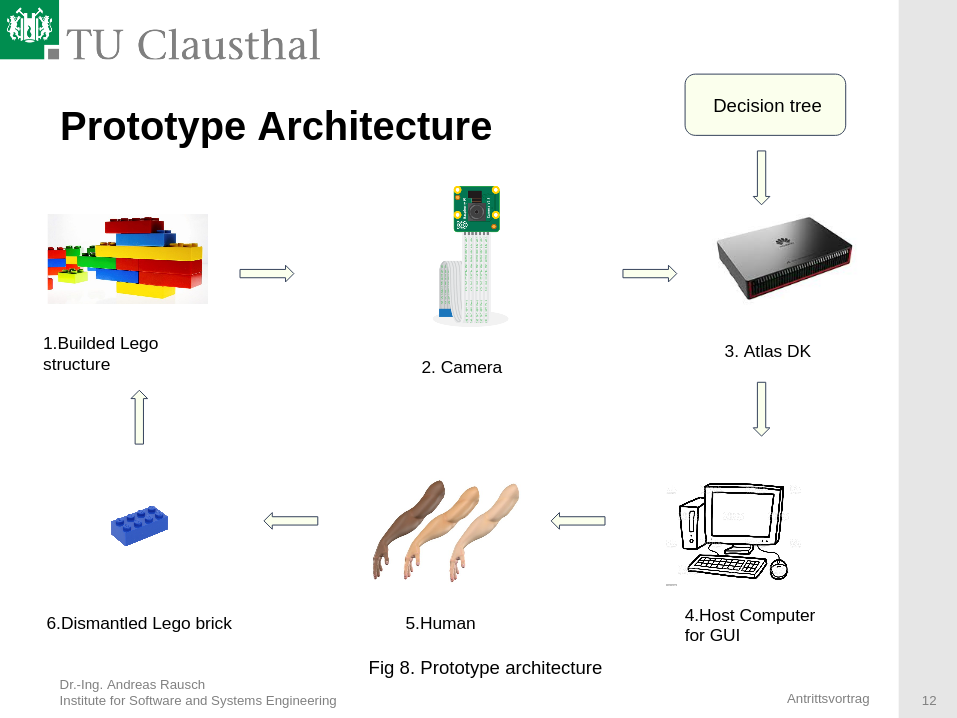 TU Clausthal
Decision tree
Prototype Architecture
1.Builded Lego
structure
2. Camera
3. Atlas DK
6.Dismantled Lego brick
5.Human
4.Host Computer
for GUI
Fig 8. Prototype architecture
Dr.-Ing. Andreas Rausch
Institute for Software and Systems Engineering
Antrittsvortrag
12